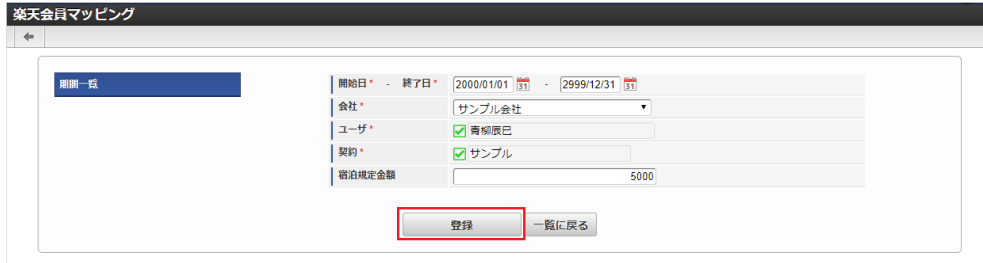 楽天会員マッピング
期間一覧
開始日* - 終了日* 2000/01/01 31 - 2999/12/31 31
会社* サンプル会社
ユーザ* 青柳辰巳
契約* サンプル
宿泊規定金額 5000
登録 一覧に戻る